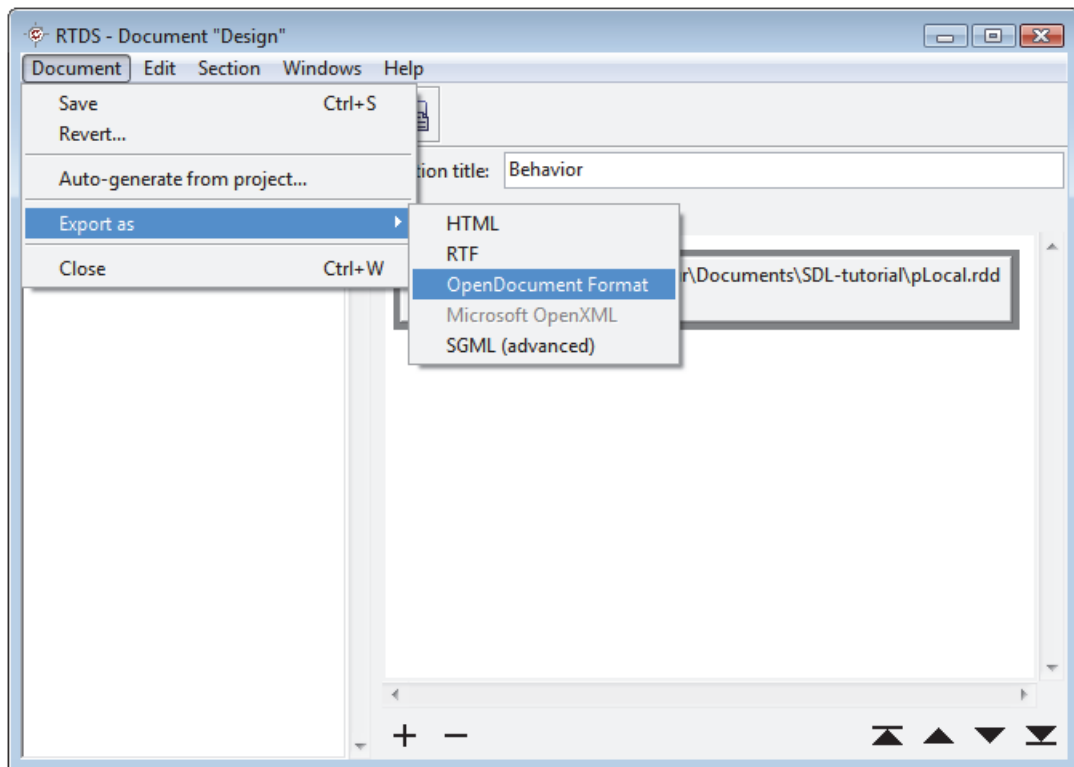 RTDS - Document "Design"
Document Edit Section Windows Help
Save Ctrl+S
Revert...
Auto-generate from project...
tion title: Behavior
Export as
HTML
RTF
Close Ctrl+W
OpenDocument Format
r\Documents\SDL-tutorial\pLocal.rdd
Microsoft OpenXML
SGML (advanced)